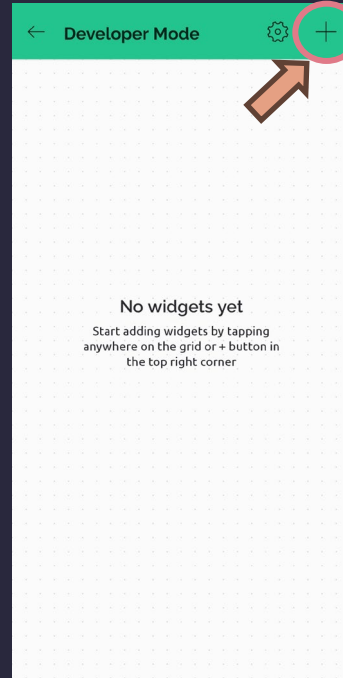 Developer Mode
No widgets yet
Start adding widgets by tapping
anywhere on the grid or + button in
the top right corner